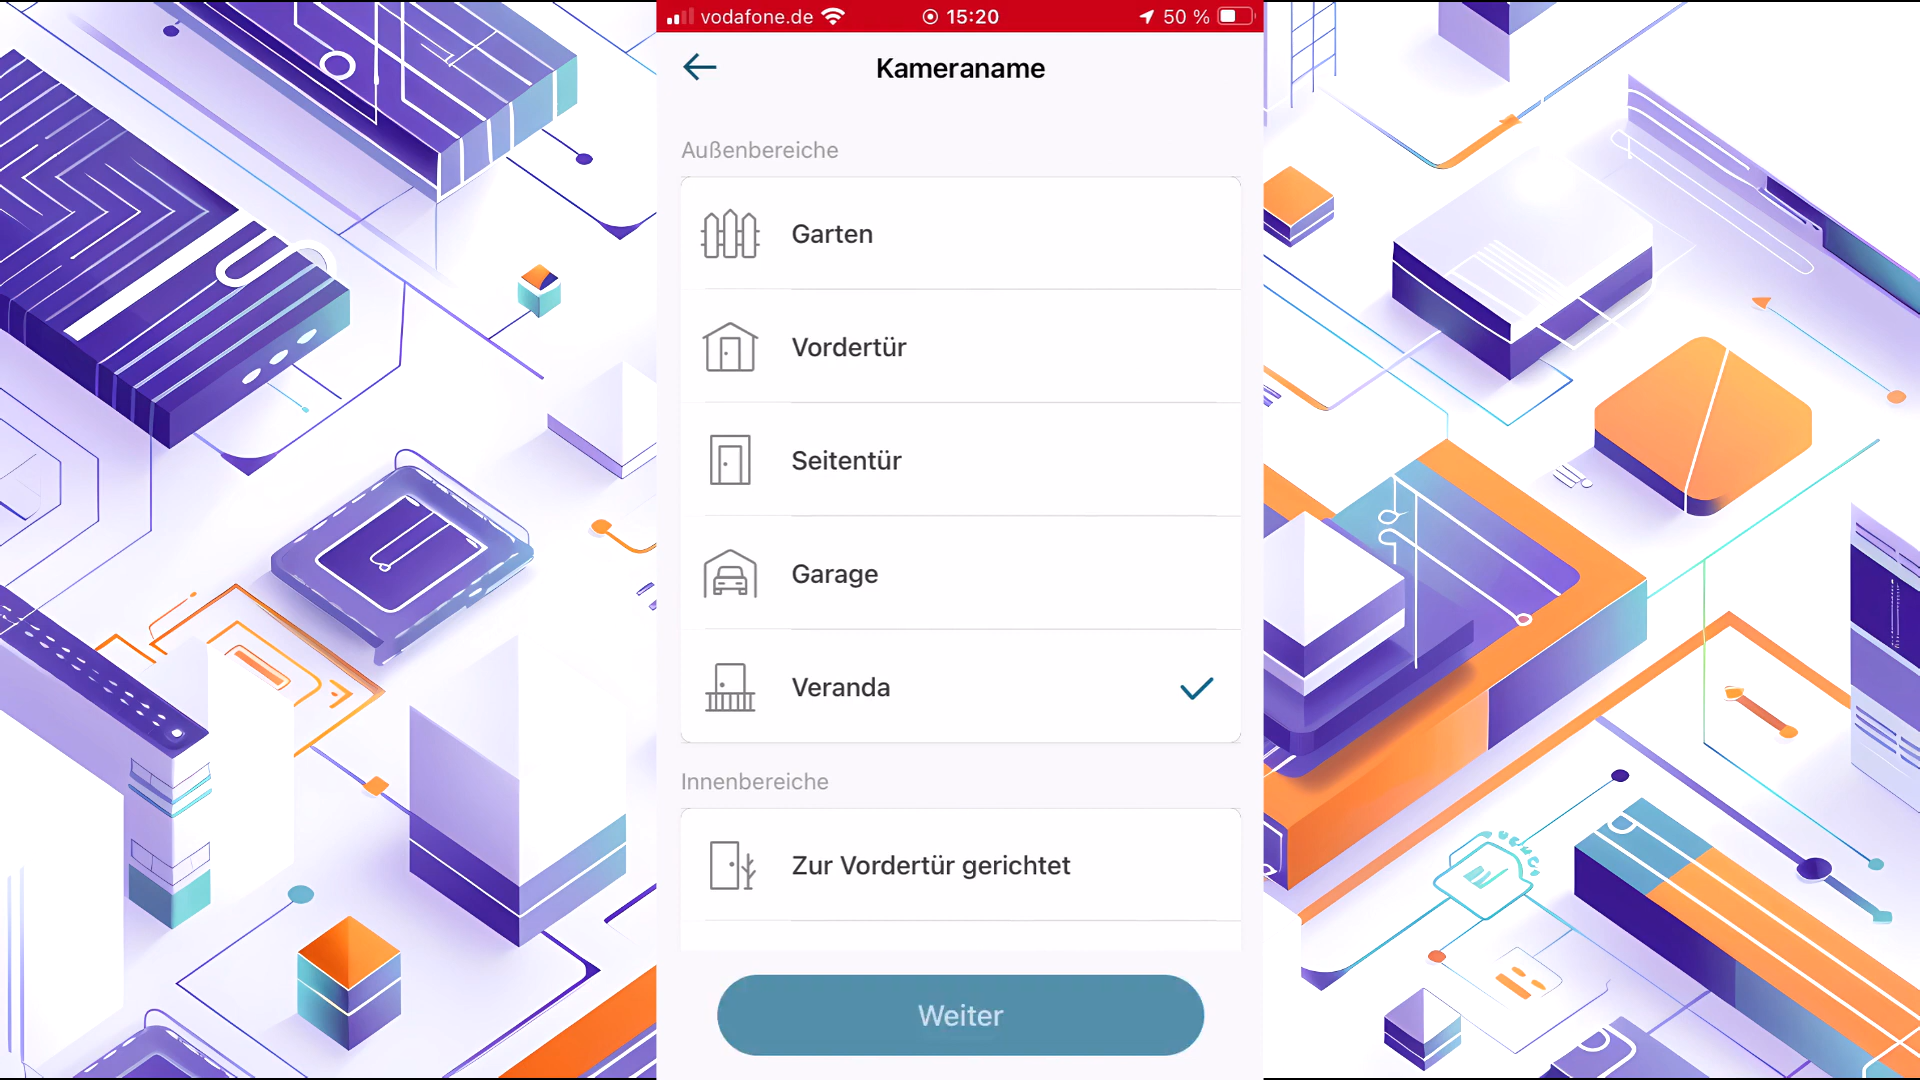 vodafone.de 15:20 50 %
Kameraname
Außenbereiche
Garten
Vordertür
Seitentür
Garage
Veranda
Innenbereiche
Zur Vordertür gerichtet
Weiter